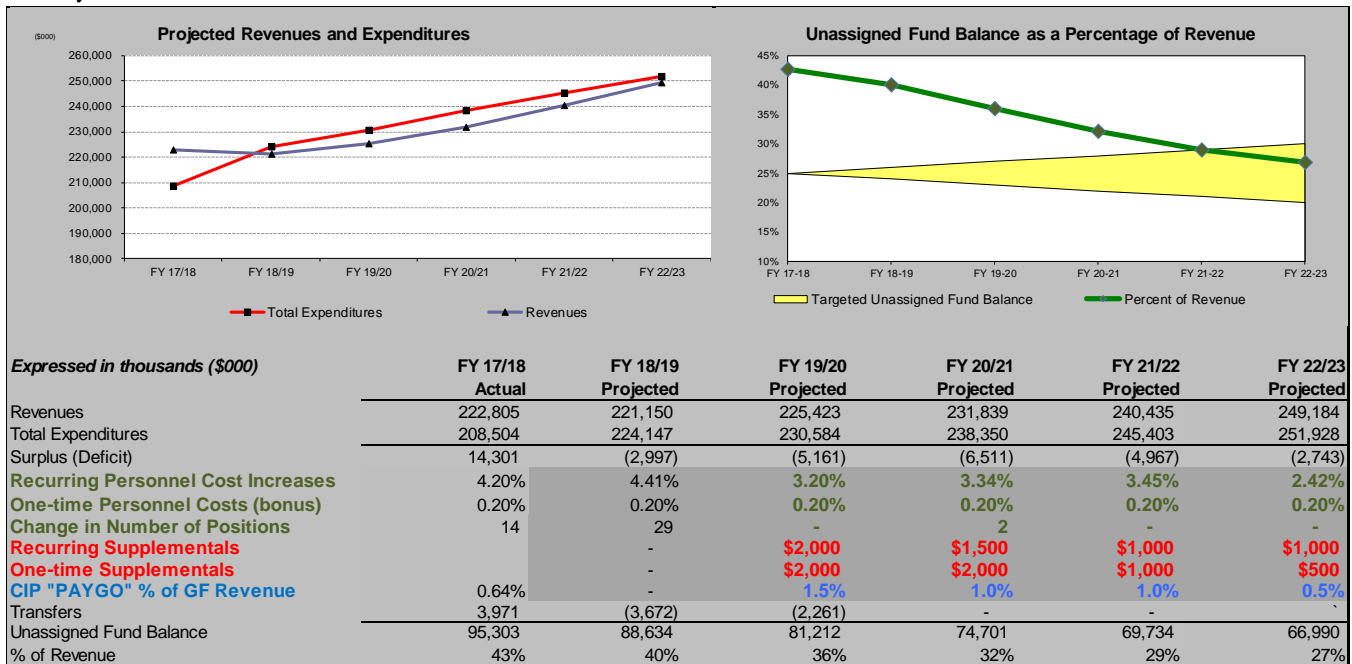 Projected Revenues and Expenditures
($000)
260,000
250,000
240,000
230,000
220,000
210,000
200,000
190,000
180,000
FY 17/18 FY 18/19 FY 19/20 FY 20/21 FY 21/22 FY 22/23
Total Expenditures Revenues
Unassigned Fund Balance as a Percentage of Revenue
45%
40%
35%
30%
25%
20%
15%
10%
FY 17-18 FY 18-19 FY 19-20 FY 20-21 FY 21-22 FY 22-23
Targeted Unassigned Fund Balance Percent of Revenue
Expressed in thousands ($000) FY 17/18 FY 18/19 FY 19/20 FY 20/21 FY 21/22 FY 22/23
Actual Projected Projected Projected Projected Projected
Revenues 222,805 221,150 225,423 231,839 240,435 249,184
Total Expenditures 208,504 224,147 230,584 238,350 245,403 251,928
Surplus (Deficit) 14,301 (2,997) (5,161) (6,511) (4,967) (2,743)
Recurring Personnel Cost Increases 4.20% 4.41% 3.20% 3.34% 3.45% 2.42%
One-time Personnel Costs (bonus) 0.20% 0.20% 0.20% 0.20% 0.20% 0.20%
Change in Number of Positions 14 29 - 2 - -
Recurring Supplementals - $2,000 $1,500 $1,000 $1,000
One-time Supplementals - $2,000 $2,000 $1,000 $500
CIP "PAYGO" % of GF Revenue 0.64% - 1.5% 1.0% 1.0% 0.5%
Transfers 3,971 (3,672) (2,261) - - `
Unassigned Fund Balance 95,303 88,634 81,212 74,701 69,734 66,990
% of Revenue 43% 40% 36% 32% 29% 27%